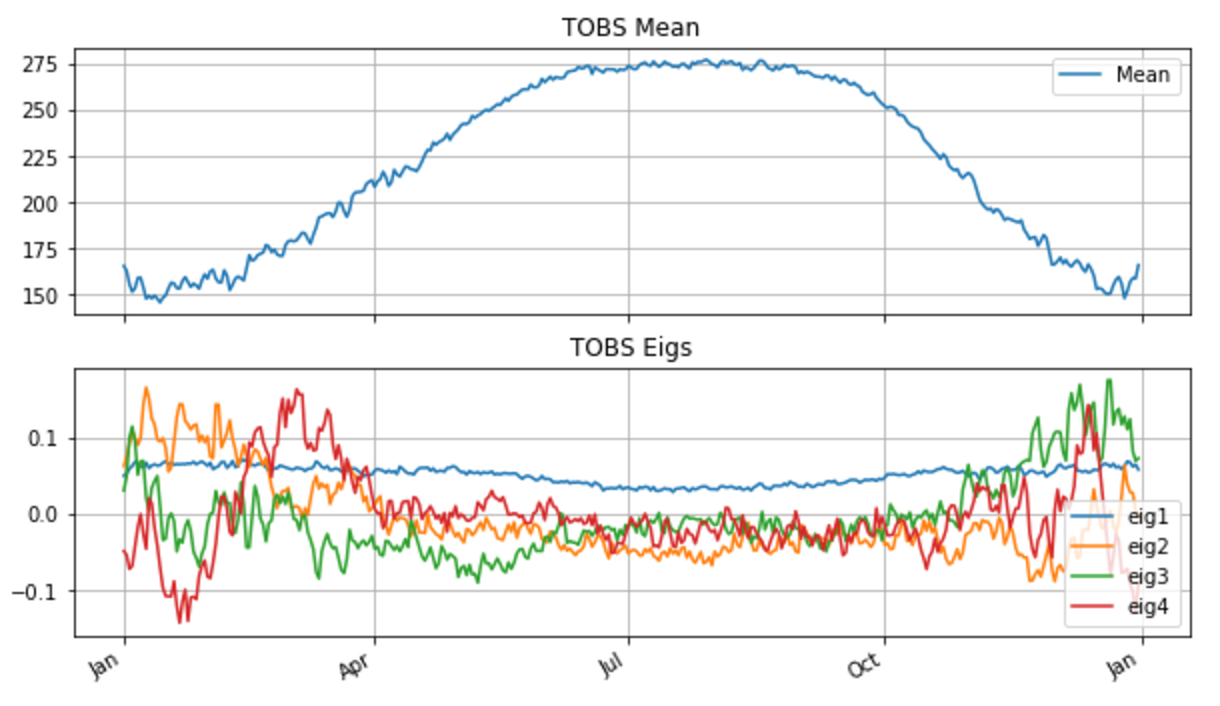 TOBS Mean
275
250
225
200
175
150
Mean
TOBS Eigs
0.1
0.0
−0.1
eig1
eig2
eig3
eig4
Jan
Apr
Jul
Oct
Jan